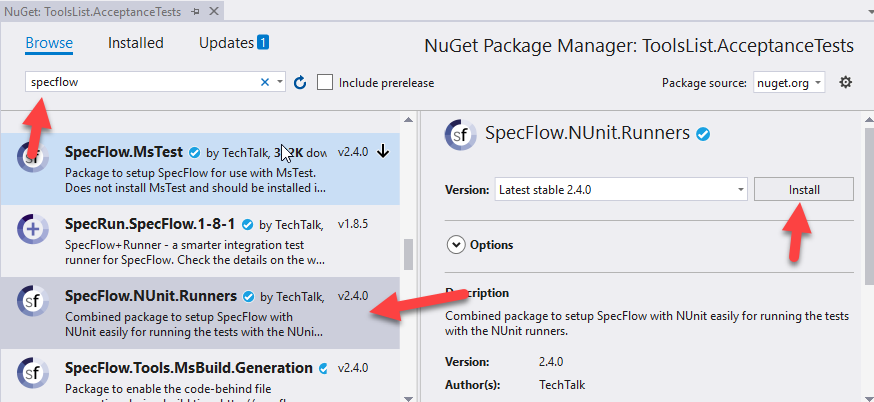 NuGet: ToolsList.AcceptanceTests
Browse Installed Updates 1
NuGet Package Manager: ToolsList.AcceptanceTests
specflow
Include prerelease
Package source: nuget.org
SpecFlow.MsTest by TechTalk, dow v2.4.0
Package to setup SpecFlow for use with MsTest.
Does not install MsTest and should be installed i...
SpecRun.SpecFlow.1-8-1 by TechTalk, v1.8.5
SpecFlow+Runner - a smarter integration test
runner for SpecFlow. Check the details on the w...
SpecFlow.NUnit.Runners by TechTalk, v2.4.0
Combined package to setup SpecFlow with
NUnit easily for running the tests with the NUni...
SpecFlow.Tools.MsBuild.Generation v2.4.0
Package to enable the code-behind file
sf SpecFlow.NUnit.Runners
Version: Latest stable 2.4.0 Install
Options
Description
Combined package to setup SpecFlow with NUnit easily for running the tests
with the NUnit runners.
Version: 2.4.0
Author(s): TechTalk